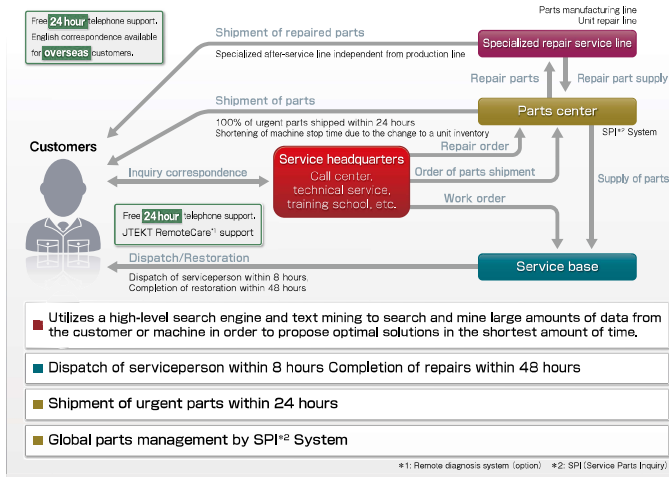 Free 24 hour telephone support.
English correspondence available
for overseas customers.
Parts manufacturing line
Unit repair line
Shipment of repaired parts
Specialized after-service line independent from production line
Specialized repair service line
Repair parts
Repair part supply
Shipment of parts
100% of urgent parts shipped within 24 hours
Shortening of machine stop time due to the change to a unit inventory
Parts center
SPI*2 System
Customers
Repair order
Service headquarters
Call center,
technical service,
training school, etc.
Inquiry correspondence
Order of parts shipment
Supply of parts
Work order
Free 24 hour telephone support.
JTEKT RemoteCare*1 support
Dispatch/Restoration
Dispatch of serviceperson within 8 hours.
Completion of restoration within 48 hours
Service base
Utilizes a high-level search engine and text mining to search and mine large amounts of data from
the customer or machine in order to propose optimal solutions in the shortest amount of time.
Dispatch of serviceperson within 8 hours Completion of repairs within 48 hours
Shipment of urgent parts within 24 hours
Global parts management by SPI*2 System
*1: Remote diagnosis system (option) *2: SPI (Service Parts Inquiry)